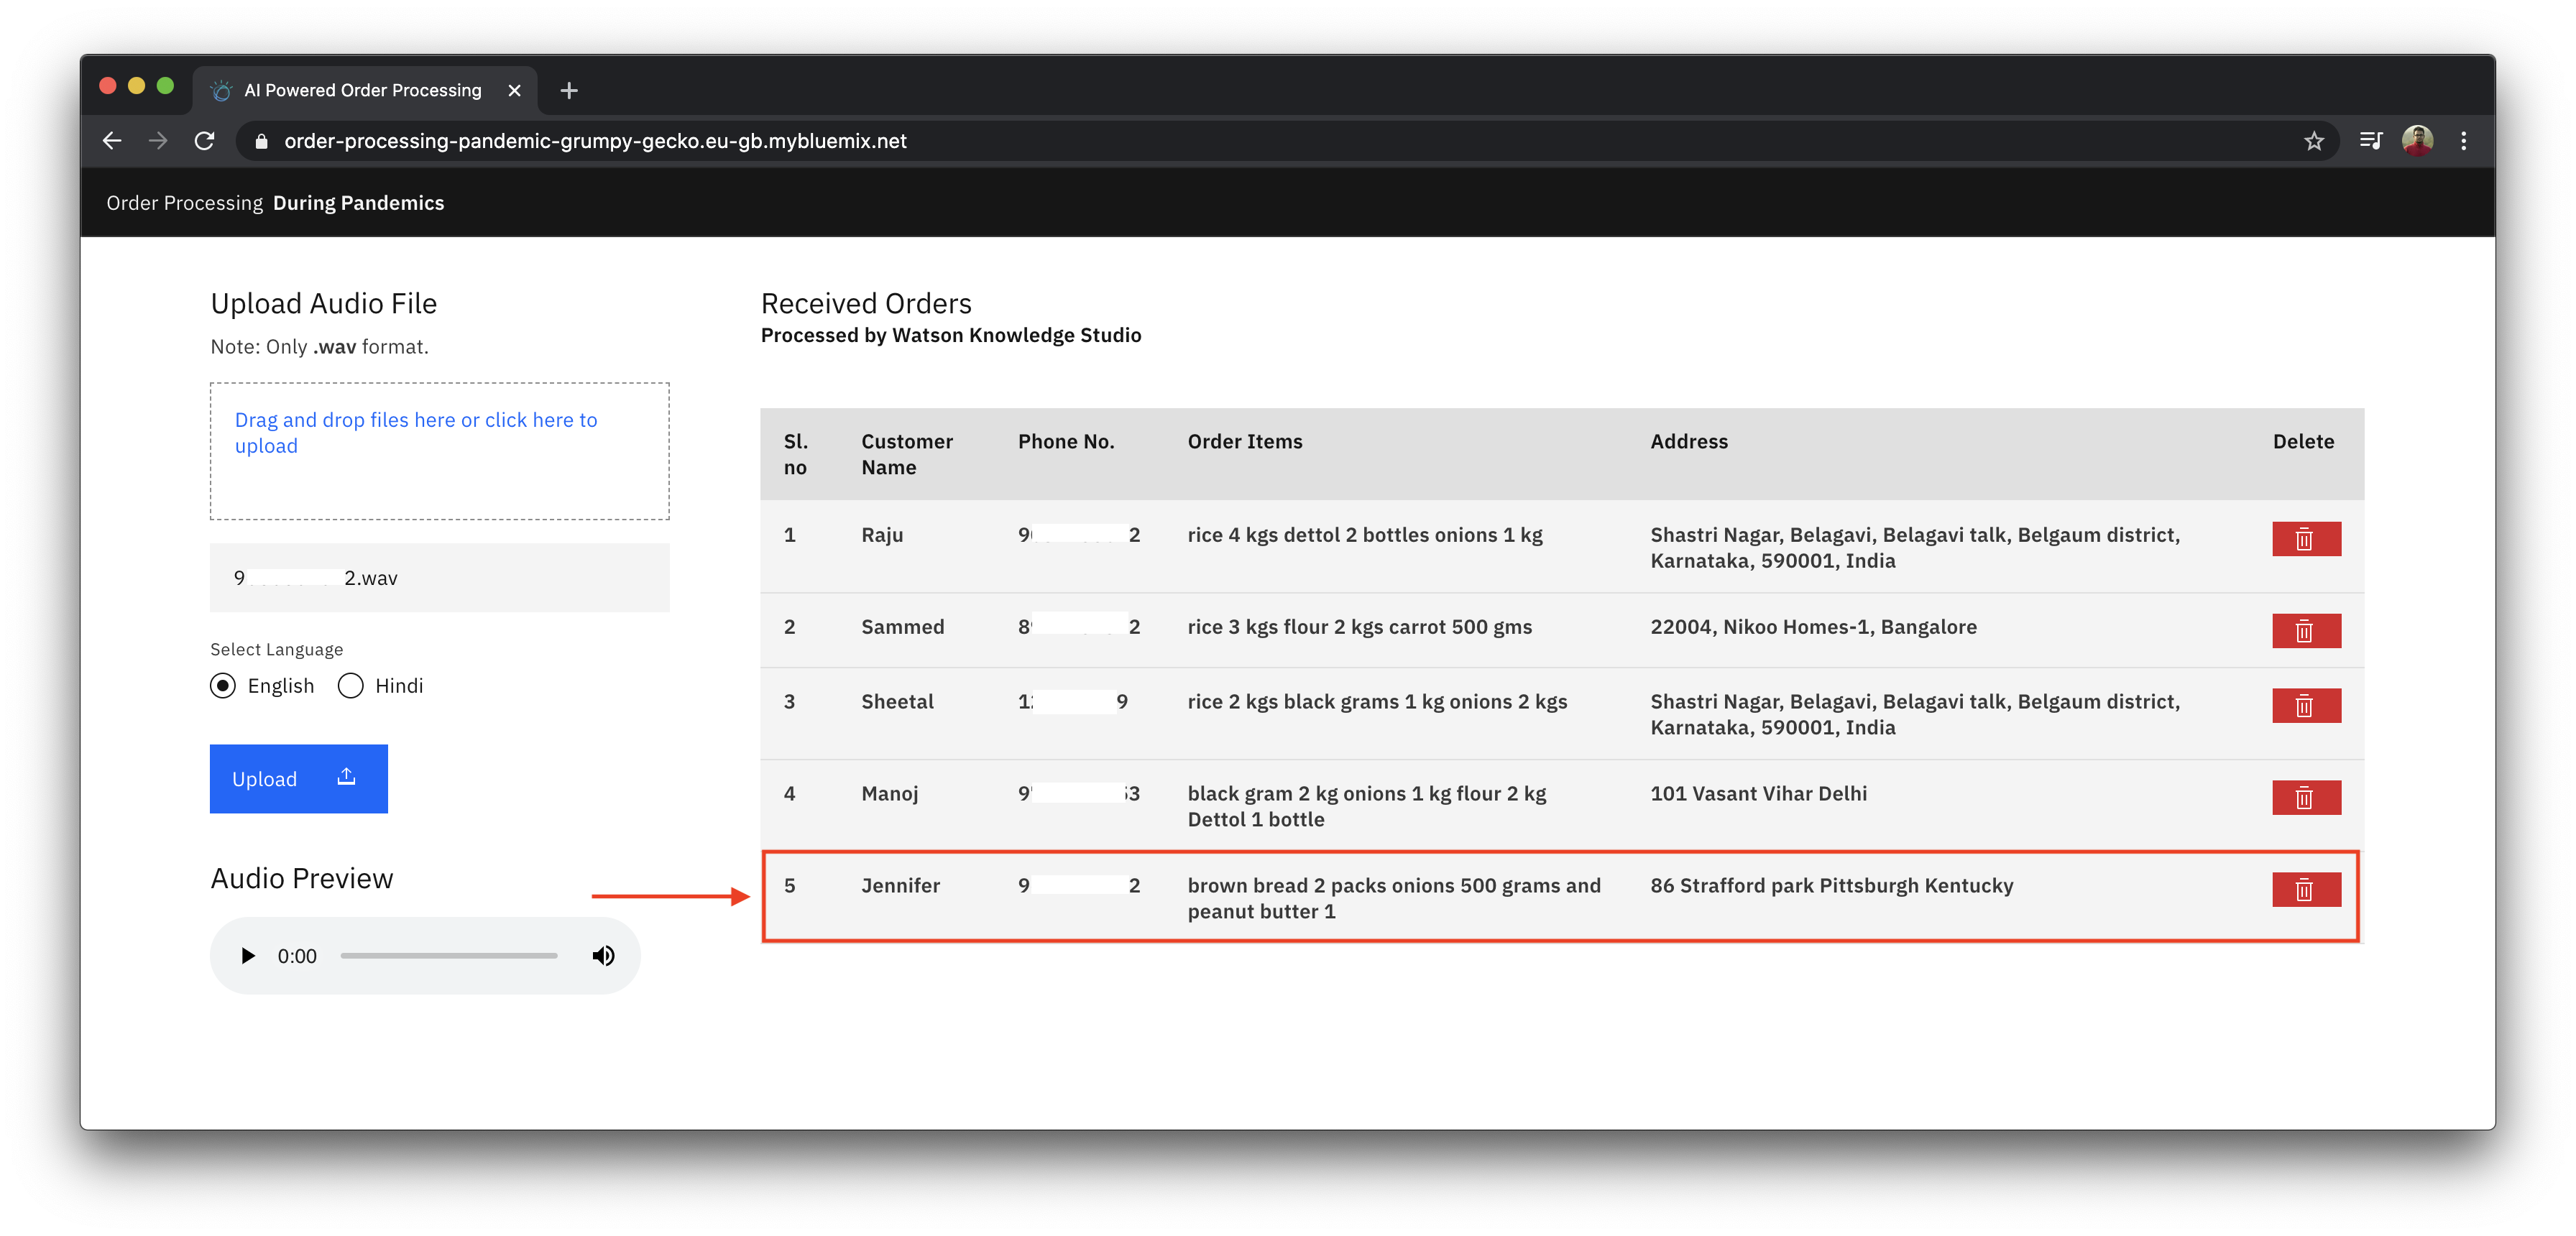 AI Powered Order Processing
order-processing-pandemic-grumpy-gecko.eu-gb.mybluemix.net
Order Processing During Pandemics
Upload Audio File
Note: Only .wav format.
Drag and drop files here or click here to
upload
9 2.wav
Select Language
English Hindi
Upload
Audio Preview
0:00
Received Orders
Processed by Watson Knowledge Studio
Sl. Customer Phone No. Order Items Address Delete
no Name
1 Raju 9 2 rice 4 kgs dettol 2 bottles onions 1 kg Shastri Nagar, Belagavi, Belagavi talk, Belgaum district,
Karnataka, 590001, India
2 Sammed 8 2 rice 3 kgs flour 2 kgs carrot 500 gms 22004, Nikoo Homes-1, Bangalore
3 Sheetal 1 9 rice 2 kgs black grams 1 kg onions 2 kgs Shastri Nagar, Belagavi, Belagavi talk, Belgaum district,
Karnataka, 590001, India
4 Manoj 9 3 black gram 2 kg onions 1 kg flour 2 kg 101 Vasant Vihar Delhi
Dettol 1 bottle
5 Jennifer 9 2 brown bread 2 packs onions 500 grams and 86 Strafford park Pittsburgh Kentucky
peanut butter 1